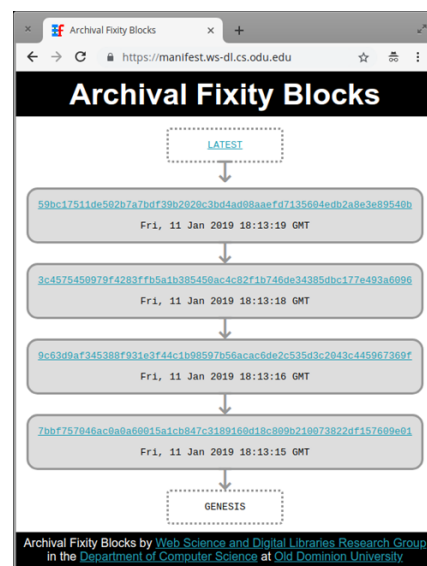 Archival Fixity Blocks
https://manifest.ws-dl.cs.odu.edu
Archival Fixity Blocks
LATEST
59bc17511de502b7a7bdf39b2020c3bd4ad08aaefd7135604edb2a8e3e89540b
Fri, 11 Jan 2019 18:13:19 GMT
3c4575450979f4283ffb5a1b385450ac4c82f1b746de34385dbc177e493a6096
Fri, 11 Jan 2019 18:13:18 GMT
9c63d9af345388f931e3f44c1b98597b56acac6de2c535d3c2043c445967369f
Fri, 11 Jan 2019 18:13:16 GMT
7bbf757046ac0a0a60015a1cb847c3189160d18c809b210073822df157609e01
Fri, 11 Jan 2019 18:13:15 GMT
GENESIS
Archival Fixity Blocks by Web Science and Digital Libraries Research Group
in the Department of Computer Science at Old Dominion University